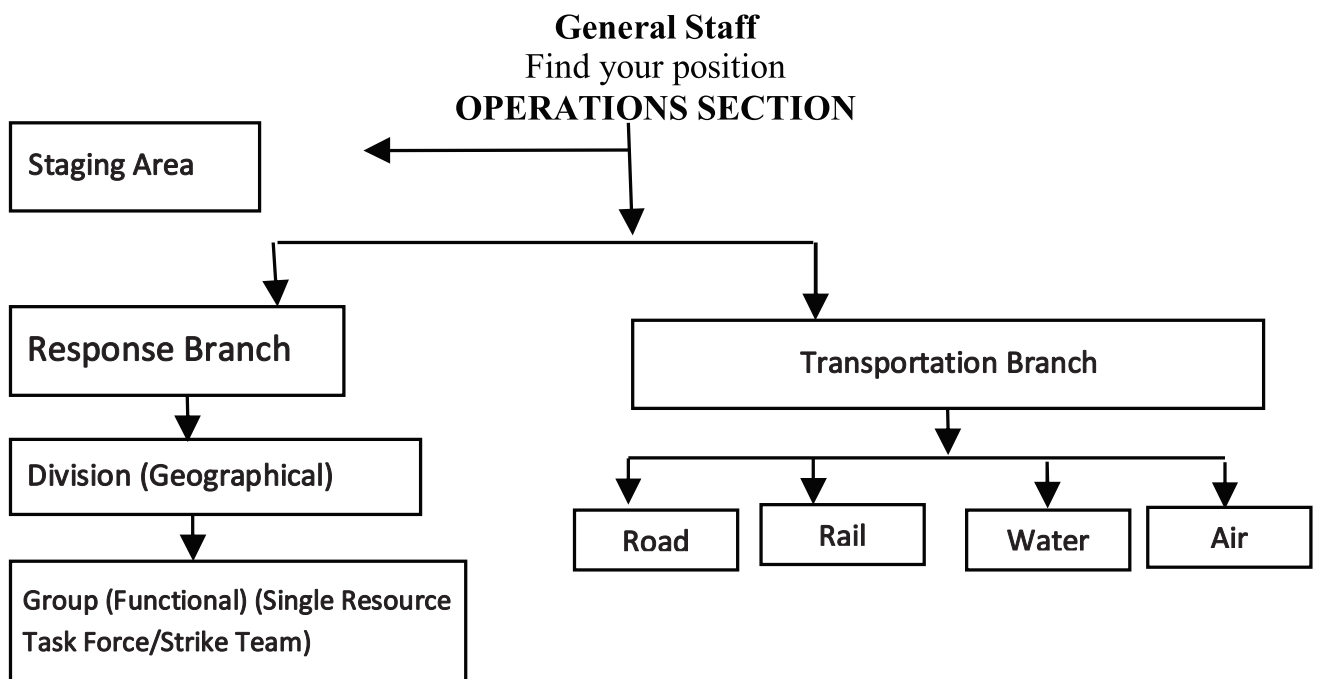 General Staff
Find your position
OPERATIONS SECTION
Staging Area
Response Branch
Transportation Branch
Division (Geographical)
Road
Rail
Water
Air
Group (Functional) (Single Resource
Task Force/Strike Team)